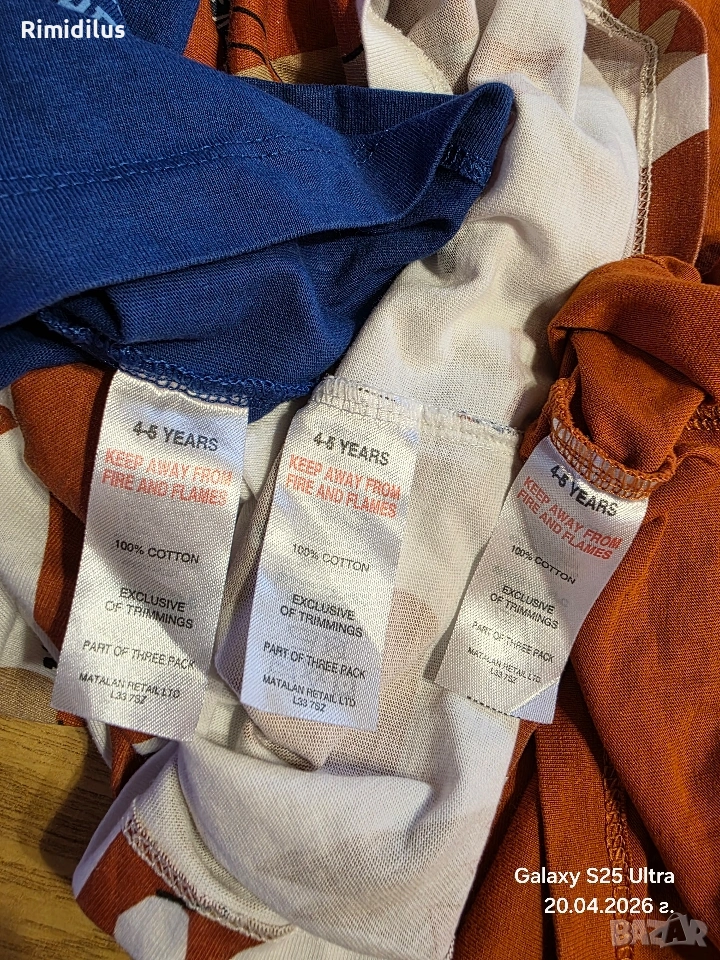 Rimidilus
4-5 YEARS
KEEP AWAY FROM
FIRE AND FLAMES
100% COTTON
EXCLUSIVE
OF TRIMMINGS
PART OF THREE PACK
MATALAN RETAIL LTD
L33 7SZ
4-5 YEARS
KEEP AWAY FROM
FIRE AND FLAMES
100% COTTON
EXCLUSIVE
OF TRIMMINGS
PART OF THREE PACK
MATALAN RETAIL LTD
L33 7SZ
4-5 YEARS
KEEP AWAY FROM
FIRE AND FLAMES
100% COTTON
EXCLUSIVE
OF TRIMMINGS
PART OF THREE PACK
MATALAN RETAIL LTD
L33 7SZ
Galaxy S25 Ultra
20.04.2026 г.
BAZAR